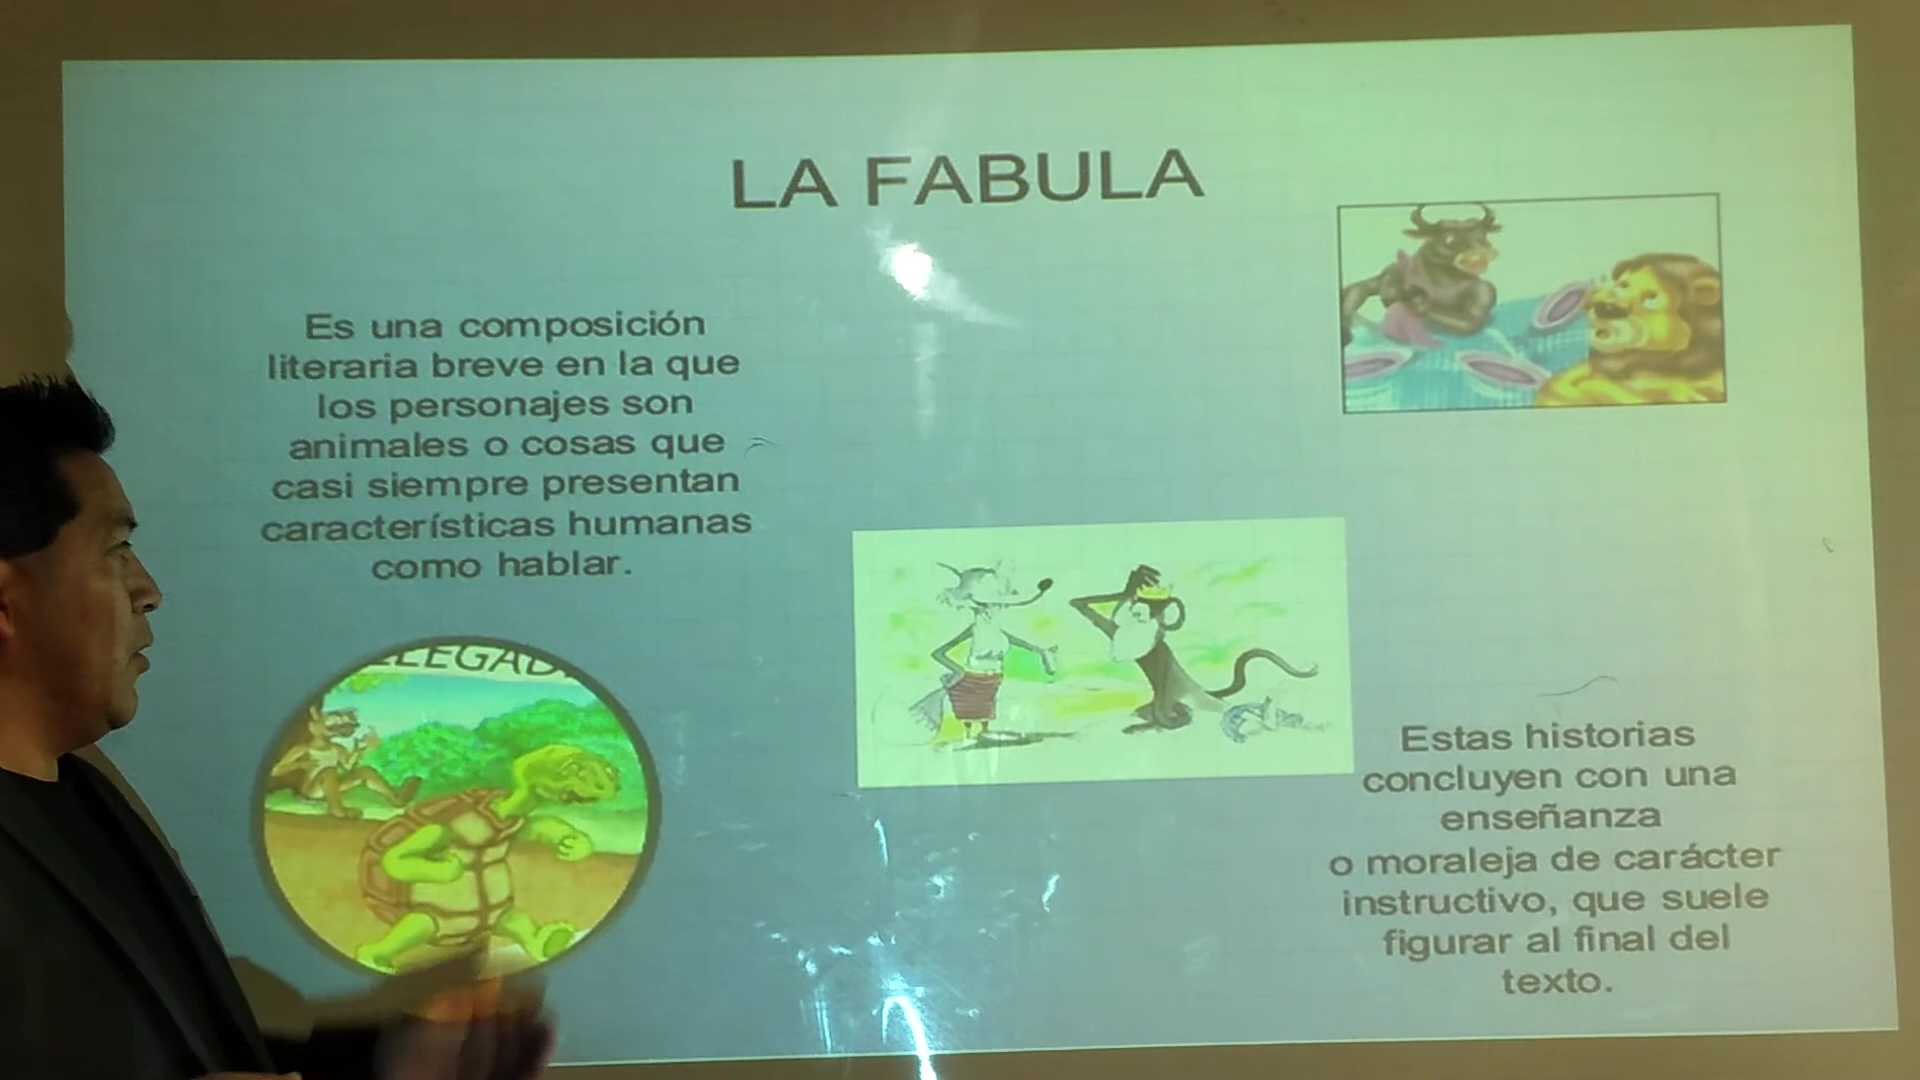 LA FABULA
Es una composición
literaria breve en la que
los personajes son
animales o cosas que
casi siempre presentan
características humanas
como hablar.
Estas historias
concluyen con una
enseñanza
o moraleja de carácter
instructivo, que suele
figurar al final del
texto.